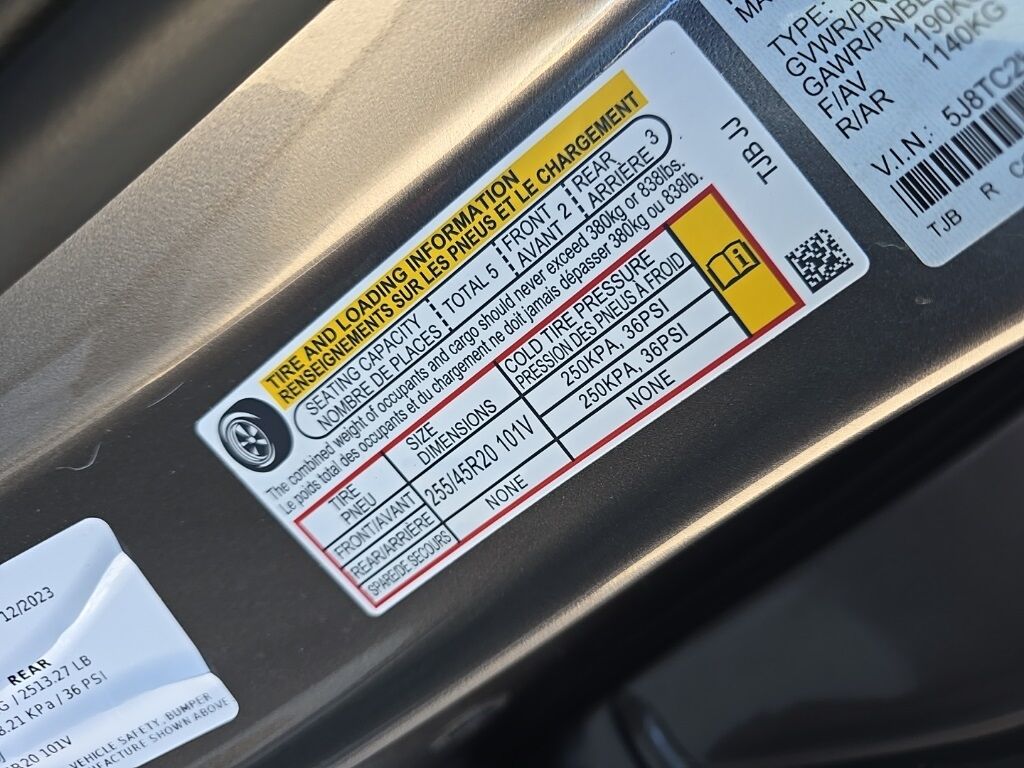 TIRE AND LOADING INFORMATION
RENSEIGNEMENTS SUR LES PNEUS ET LE CHARGEMENT
SEATING CAPACITY
NOMBRE DE PLACES
TOTAL 5
FRONT
AVANT 2
REAR
ARRIÈRE 3
The combined weight of occupants and cargo should never exceed 380kg or 838lbs.
Le poids total des occupants et du chargement ne doit jamais dépasser 380kg ou 838lb.
TIRE
PNEU
SIZE
DIMENSIONS
COLD TIRE PRESSURE
PRESSION DES PNEUS À FROID
FRONT/AVANT
255/45R20 101V
250KPA, 36PSI
REAR/ARRIÈRE
250KPA, 36PSI
SPARE/DE SECOURS
NONE
NONE
TJB JJ
TYPE:
GVWR/PN
GAWR/PNBE
F/AV 1190KG
R/AR 1140KG
V.I.N.: 5J8TC2
TJB R
12/2023
REAR
G / 2513.27 LB
8.21 KPa / 36 PSI
R20 101V
VEHICLE SAFETY, BUMPER
FACTURE SHOWN ABOVE